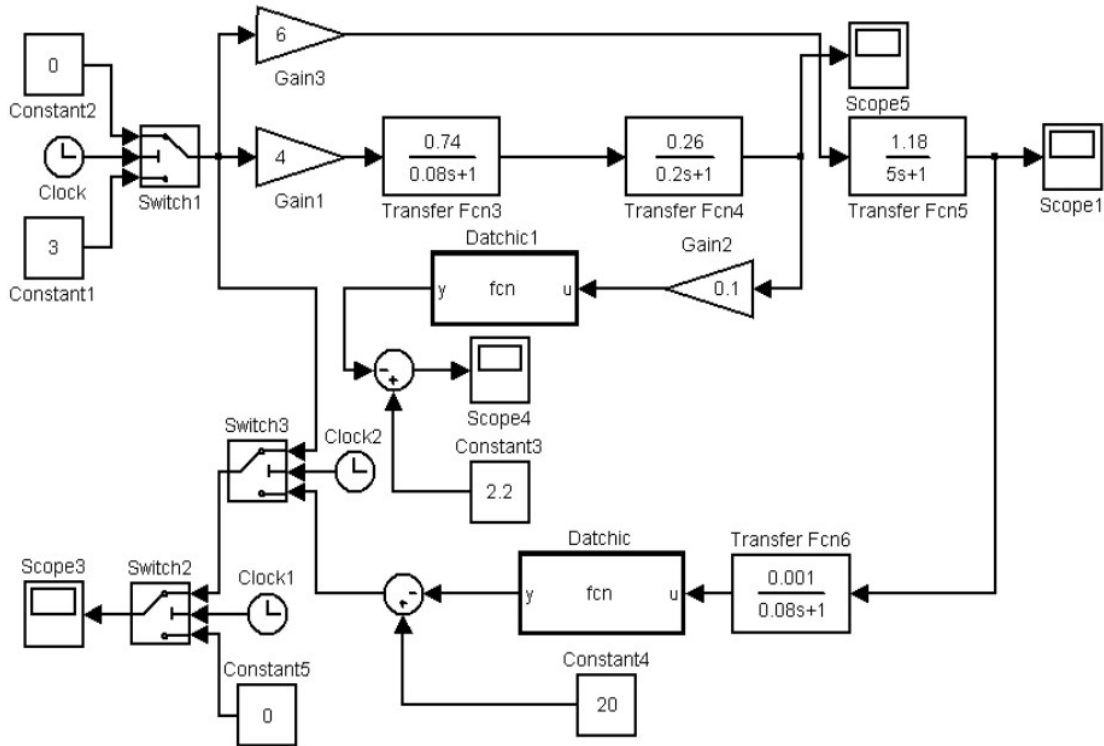 6
Gain3
Scope5
0
Constant2
Clock
Switch1
3
Constant1
4
Gain1
0.74
0.08s+1
Transfer Fcn3
0.26
0.2s+1
Transfer Fcn4
1.18
5s+1
Transfer Fcn5
Scope1
Datchic1
y fcn u
Gain2
0.1
Scope4
-
+
Constant3
2.2
Switch3
Clock2
Datchic
y fcn u
Transfer Fcn6
0.001
0.08s+1
+ -
Constant4
20
Scope3
Switch2
Clock1
Constant5
0